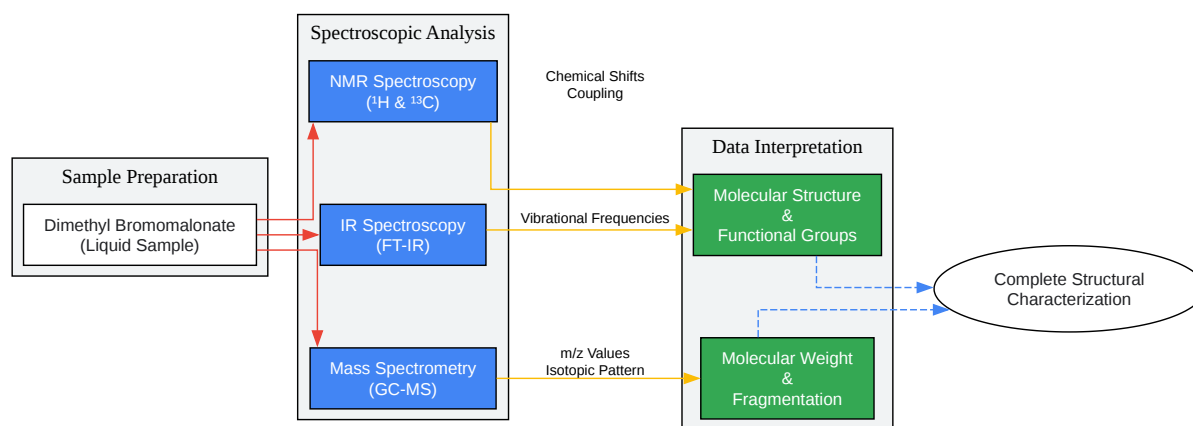 Spectroscopic Analysis
NMR Spectroscopy
(¹H & ¹³C)
Chemical Shifts
Coupling
Sample Preparation
Dimethyl Bromomalonate
(Liquid Sample)
IR Spectroscopy
(FT-IR)
Vibrational Frequencies
Data Interpretation
Molecular Structure
&
Functional Groups
Complete Structural
Characterization
Mass Spectrometry
(GC-MS)
m/z Values
Isotopic Pattern
Molecular Weight
&
Fragmentation